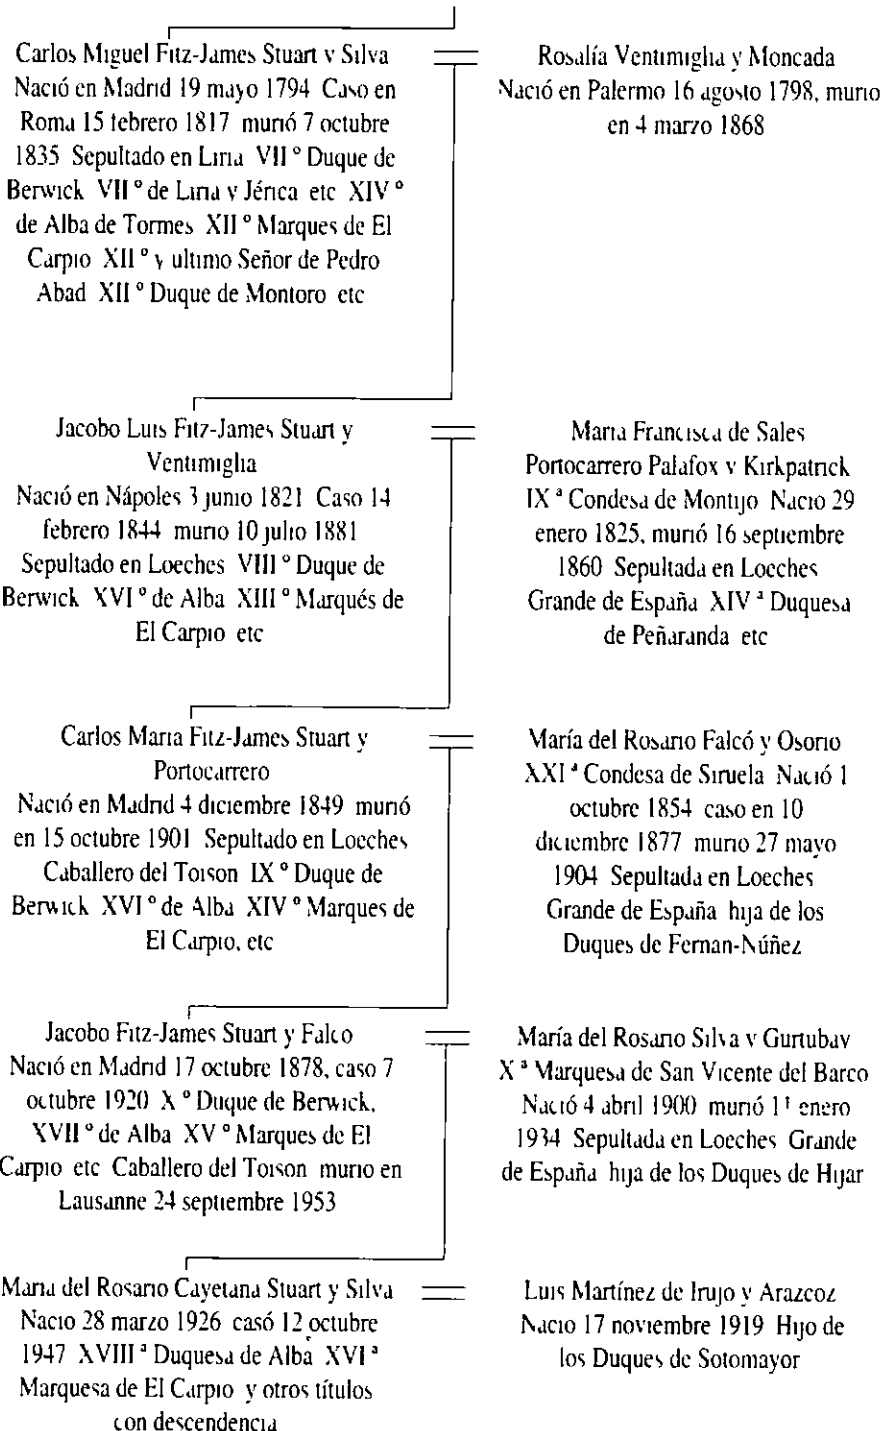 Carlos Miguel Fitz-James Stuart y Silva
Nació en Madrid 19 mayo 1794 Caso en
Roma 15 febrero 1817 murió 7 octubre
1835 Sepultado en Liria VII º Duque de
Berwick VII º de Liria y Jérica etc XIV º
de Alba de Tormes XII º Marques de El
Carpio XII º y ultimo Señor de Pedro
Abad XII º Duque de Montoro etc
Rosalía Ventimiglia y Moncada
Nació en Palermo 16 agosto 1798, murio
en 4 marzo 1868
Jacobo Luis Fitz-James Stuart y
Ventimiglia
Nació en Nápoles 3 junio 1821 Caso 14
febrero 1844 murio 10 julio 1881
Sepultado en Loeches VIII º Duque de
Berwick XVI º de Alba XIII º Marqués de
El Carpio etc
Maria Francisca de Sales
Portocarrero Palafox y Kirkpatrick
IX ª Condesa de Montijo Nacio 29
enero 1825, murió 16 septiembre
1860 Sepultada en Loeches
Grande de España XIV ª Duquesa
de Peñaranda etc
Carlos Maria Fitz-James Stuart y
Portocarrero
Nació en Madrid 4 diciembre 1849 murió
en 15 octubre 1901 Sepultado en Loeches
Caballero del Toison IX º Duque de
Berwick XVI º de Alba XIV º Marques de
El Carpio, etc
María del Rosario Falcó y Osorio
XXI ª Condesa de Siruela Nació 1
octubre 1854 caso en 10
diciembre 1877 murio 27 mayo
1904 Sepultada en Loeches
Grande de España hija de los
Duques de Fernan-Núñez
Jacobo Fitz-James Stuart y Falco
Nació en Madrid 17 octubre 1878, caso 7
octubre 1920 X º Duque de Berwick,
XVII º de Alba XV º Marques de El
Carpio etc Caballero del Toison murio en
Lausanne 24 septiembre 1953
María del Rosario Silva y Gurtubay
X ª Marquesa de San Vicente del Barco
Nació 4 abril 1900 murió 11 enero
1934 Sepultada en Loeches Grande
de España hija de los Duques de Hijar
Maria del Rosario Cayetana Stuart y Silva
Nacio 28 marzo 1926 casó 12 octubre
1947 XVIII ª Duquesa de Alba XVI ª
Marquesa de El Carpio y otros títulos
con descendencia
Luis Martínez de Irujo y Arazcoz
Nacio 17 noviembre 1919 Hijo de
los Duques de Sotomayor